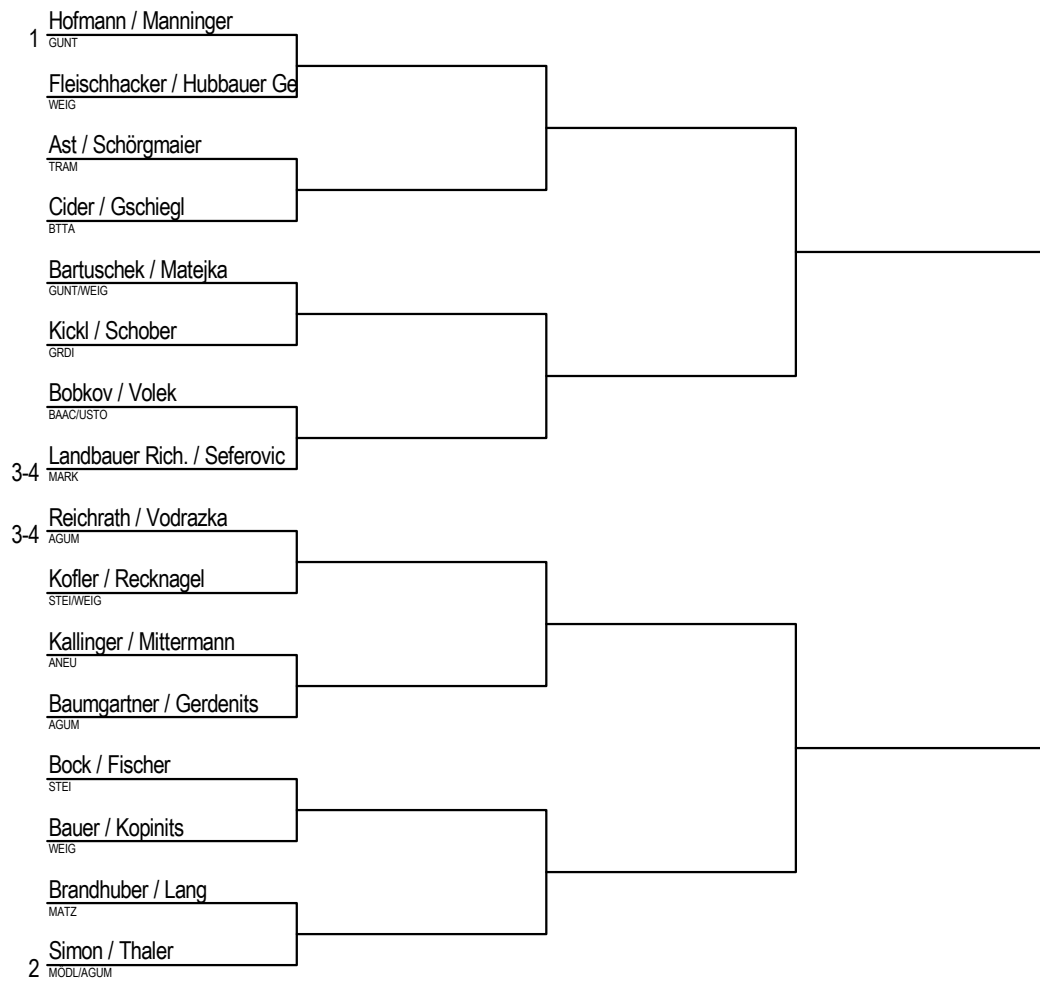 Hofmann / Manninger
1
GUNT
Fleischhacker / Hubbauer Ge
WEIG
Ast / Schörgmaier
TRAM
Cider / Gschiegl
BTTA
Bartuschek / Matejka
GUNT/WEIG
Kickl / Schober
GRDI
Bobkov / Volek
BAAC/USTO
Landbauer Rich. / Seferovic
3-4
MARK
Reichrath / Vodrazka
3-4
AGUM
Kofler / Recknagel
STEI/WEIG
Kallinger / Mittermann
ANEU
Baumgartner / Gerdenits
AGUM
Bock / Fischer
STEI
Bauer / Kopinits
WEIG
Brandhuber / Lang
MATZ
Simon / Thaler
2
MÖDL/AGUM